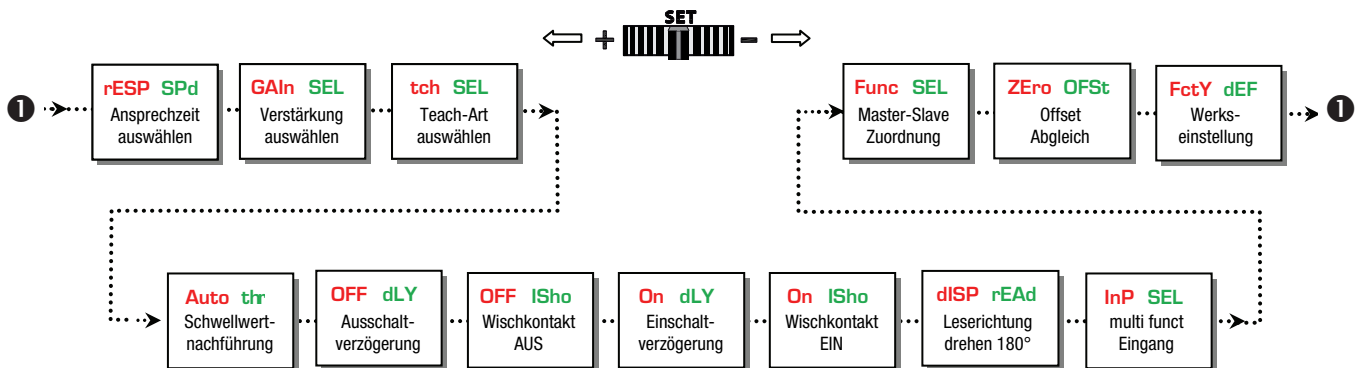 SET
+ -
❶
rESP SPd
Ansprechzeit
auswählen
GAIn SEL
Verstärkung
auswählen
tch SEL
Teach-Art
auswählen
Auto thr
Schwellwert-
nachführung
OFF dLY
Ausschalt-
verzögerung
OFF ISho
Wischkontakt
AUS
On dLY
Einschalt-
verzögerung
On ISho
Wischkontakt
EIN
dISP rEAd
Leserichtung
drehen 180°
InP SEL
multi funct
Eingang
Func SEL
Master-Slave
Zuordnung
ZEro OFSt
Offset
Abgleich
FctY dEF
Werks-
einstellung
❶